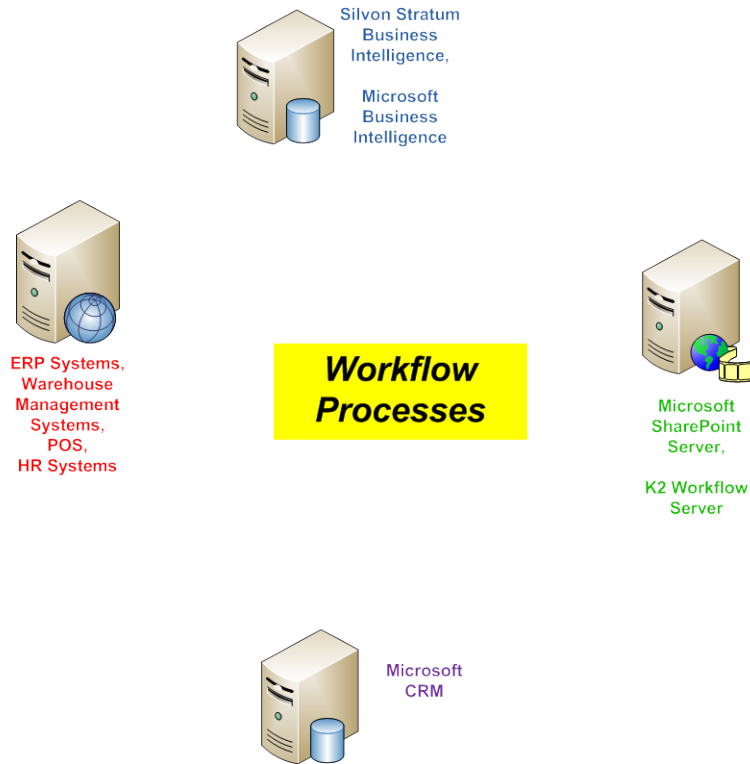 Silvon Stratum
Business
Intelligence,
Microsoft
Business
Intelligence
ERP Systems,
Warehouse
Management
Systems,
POS,
HR Systems
Workflow
Processes
Microsoft
SharePoint
Server,
K2 Workflow
Server
Microsoft
CRM